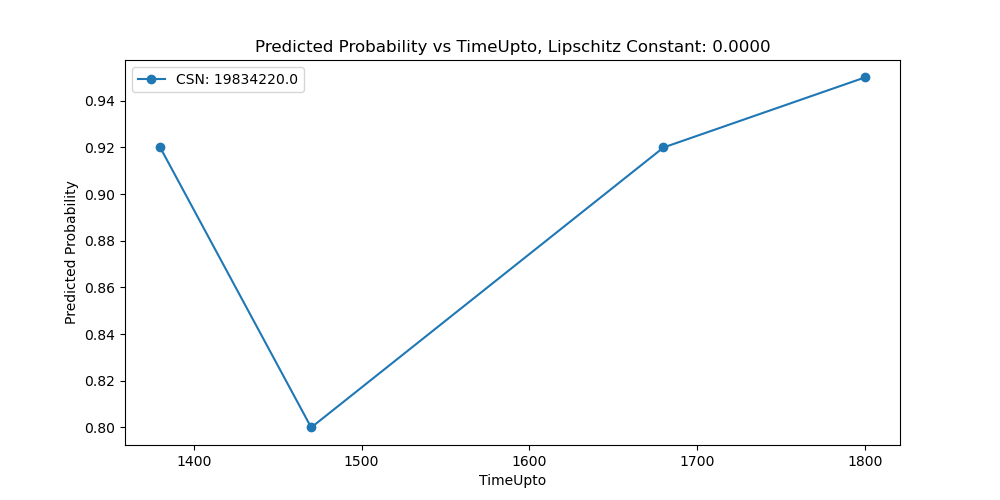 Predicted Probability vs TimeUpto, Lipschitz Constant: 0.0000
CSN: 19834220.0
Predicted Probability
0.94
0.92
0.90
0.88
0.86
0.84
0.82
0.80
1400 1500 1600 1700 1800
TimeUpto